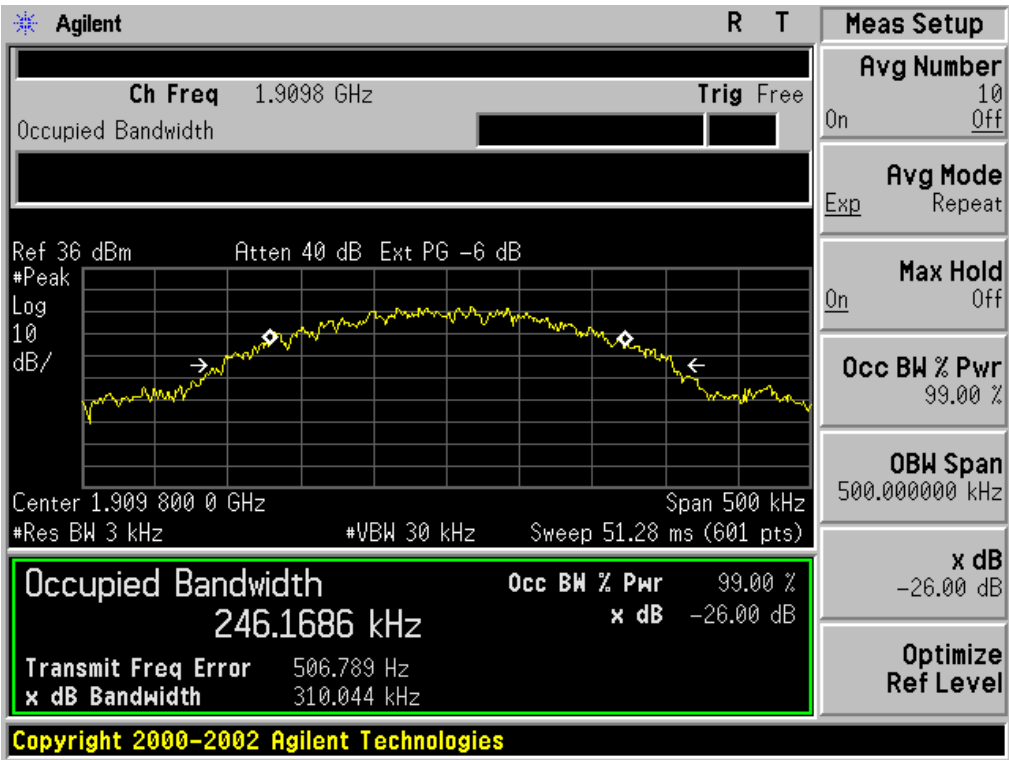 Agilent R T
Ch Freq 1.9098 GHz Trig Free
Occupied Bandwidth
Ref 36 dBm Atten 40 dB Ext PG −6 dB
#Peak
Log
10
dB/
Center 1.909 800 0 GHz Span 500 kHz
#Res BW 3 kHz #VBW 30 kHz Sweep 51.28 ms (601 pts)
Occupied Bandwidth Occ BW % Pwr 99.00 %
246.1686 kHz x dB −26.00 dB
Transmit Freq Error 506.789 Hz
x dB Bandwidth 310.044 kHz
Copyright 2000-2002 Agilent Technologies
Meas Setup
Avg Number
10
On Off
Avg Mode
Exp Repeat
Max Hold
On Off
Occ BW % Pwr
99.00 %
OBW Span
500.000000 kHz
x dB
−26.00 dB
Optimize
Ref Level